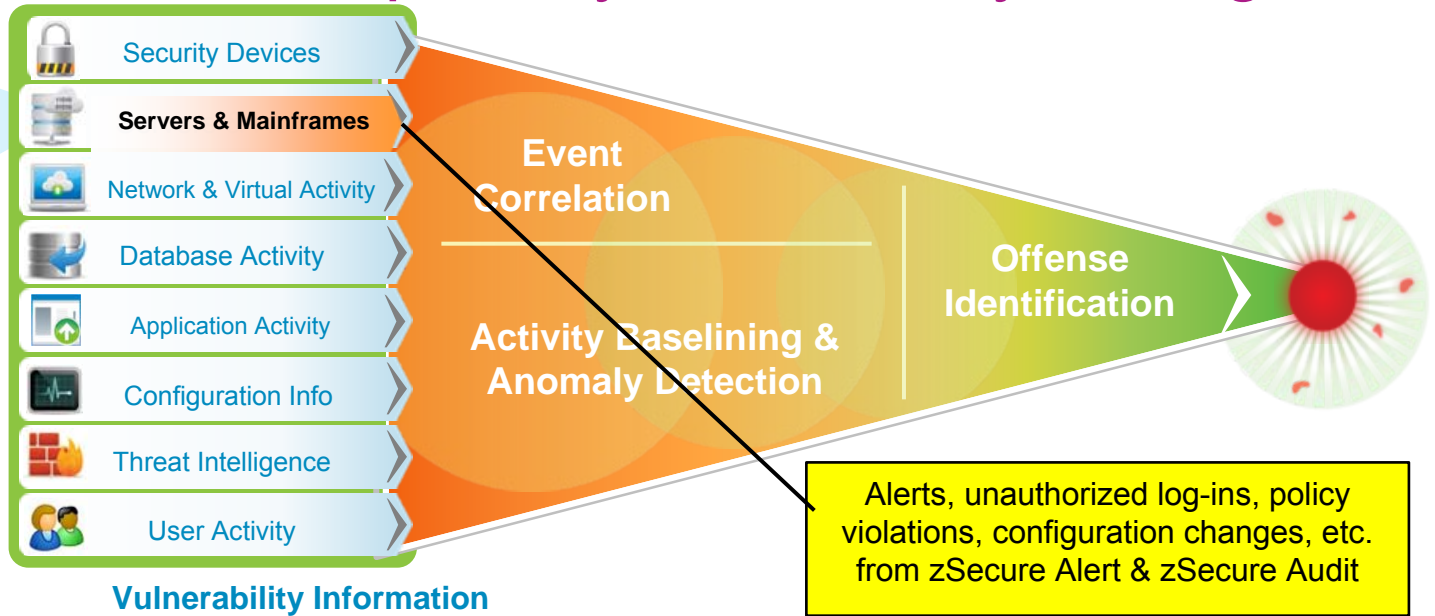 Security Devices
Servers & Mainframes
Network & Virtual Activity
Database Activity
Application Activity
Configuration Info
Threat Intelligence
User Activity
Vulnerability Information
Event
Correlation
Activity Baselining &
Anomaly Detection
Offense
Identification
Alerts, unauthorized log-ins, policy
violations, configuration changes, etc.
from zSecure Alert & zSecure Audit